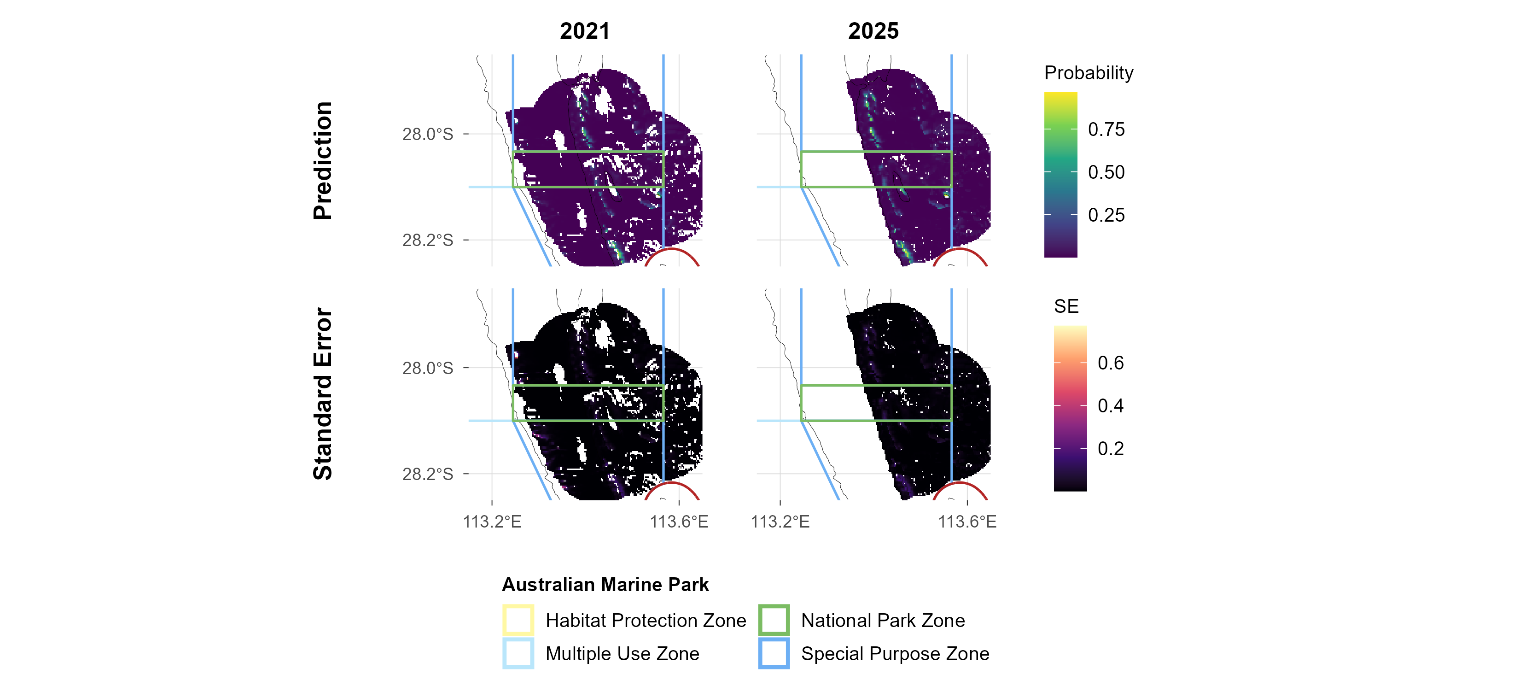 2021
2025
Prediction
28.0°S
28.2°S
Probability
0.75
0.50
0.25
Standard Error
28.0°S
28.2°S
113.2°E
113.6°E
113.2°E
113.6°E
SE
0.6
0.4
0.2
Australian Marine Park
Habitat Protection Zone
National Park Zone
Multiple Use Zone
Special Purpose Zone